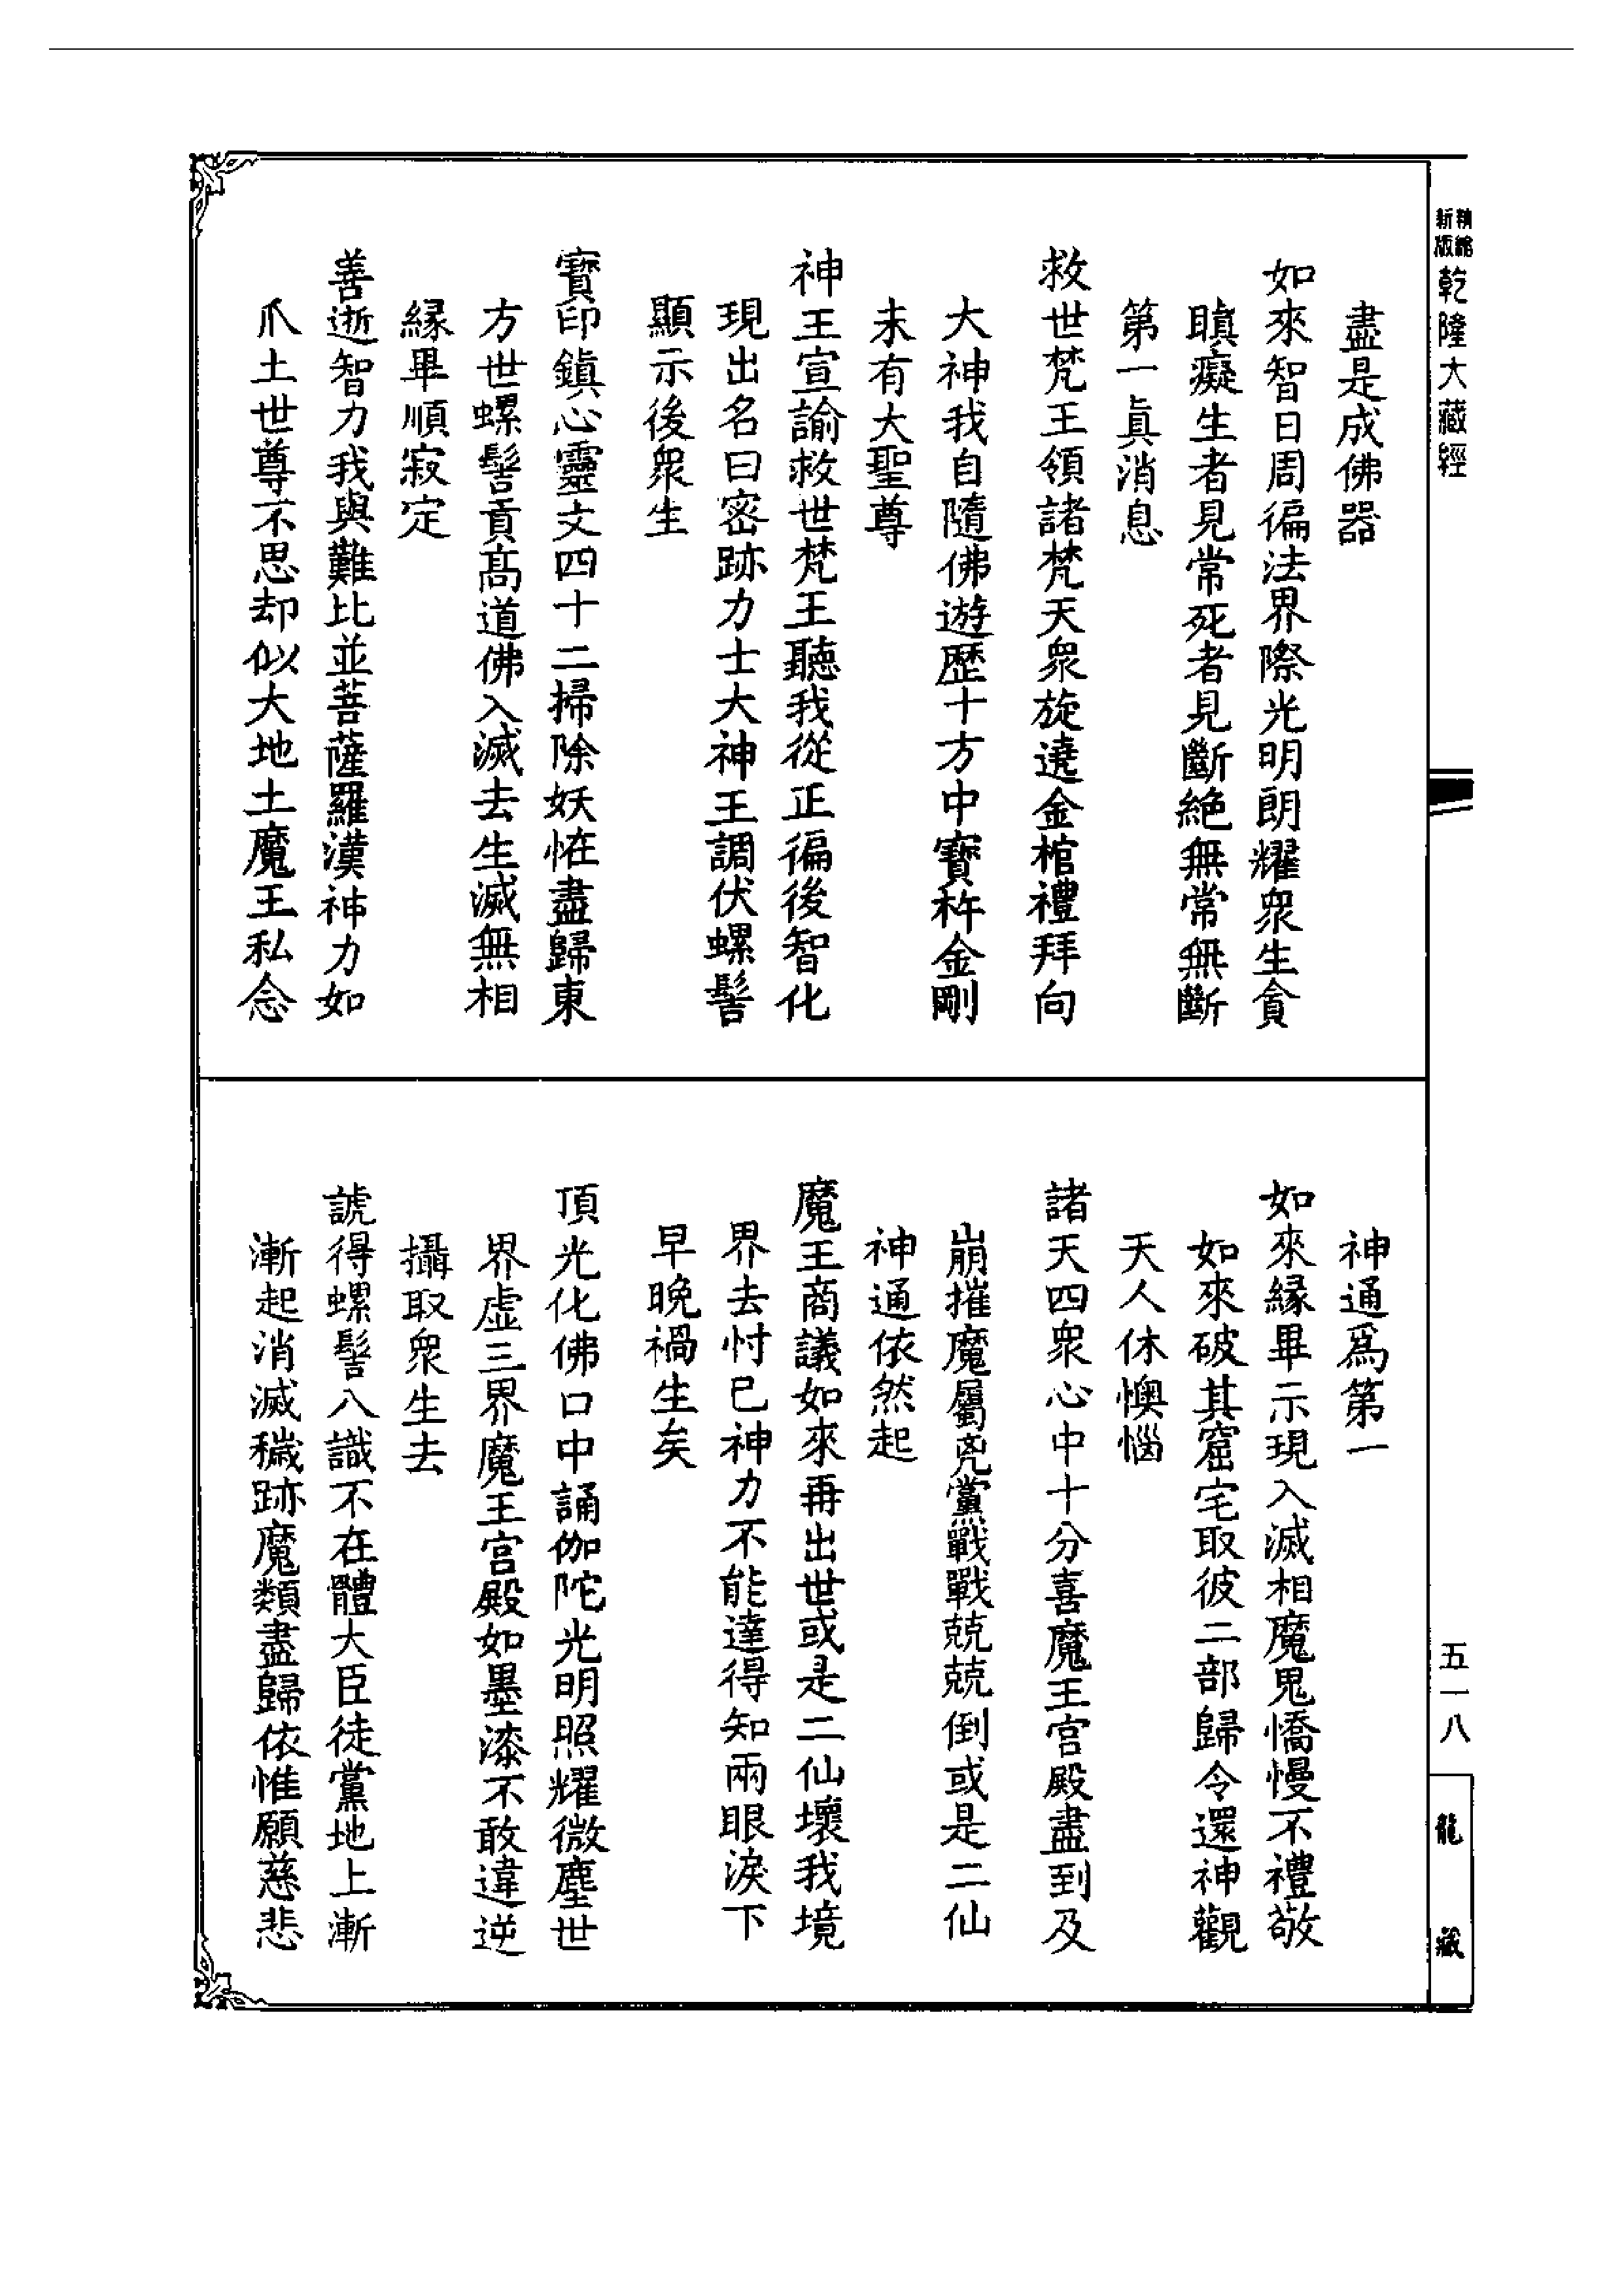 精縮
新版
乾隆大藏經
盡是成佛器
如來智日周徧法界際光明朗耀衆生貪
瞋癡生者見常死者見斷絕無常無斷
第一眞消息
救世梵王領諸梵天衆旋遶金棺禮拜向
大神我自隨佛遊歷十方中寶杵金剛
未有大聖尊
神王宣諭救世梵王聽我從正徧後智化
現出名曰密跡力士大神王調伏螺髻
顯示後衆生
寶印鎮心靈文四十二掃除妖恠盡歸東
方世螺髻貢高道佛入滅去生滅無相
縁畢順寂定
善逝智力我與難比並菩薩羅漢神力如
爪土世尊不思却似大地土魔王私念
神通爲第一
如來縁畢示現入滅相魔鬼憍慢不禮敬
如來破其窟宅取彼二部歸令還神觀
天人休懊惱
諸天四衆心中十分喜魔王宮殿盡到及
崩摧魔屬兇黨戰戰兢兢倒或是二仙
神通依然起
魔王商議如來再出世或是二仙壞我境
界去忖已神力不能達得知兩眼淚下
早晚禍生矣
頂光化佛口中誦伽陀光明照耀微塵世
界虛三界魔王宮殿如墨漆不敢違逆
攝取衆生去
諕得螺髻八識不在體大臣徒黨地上漸
漸起消滅穢跡魔類盡歸依惟願慈悲
五一八
龍藏